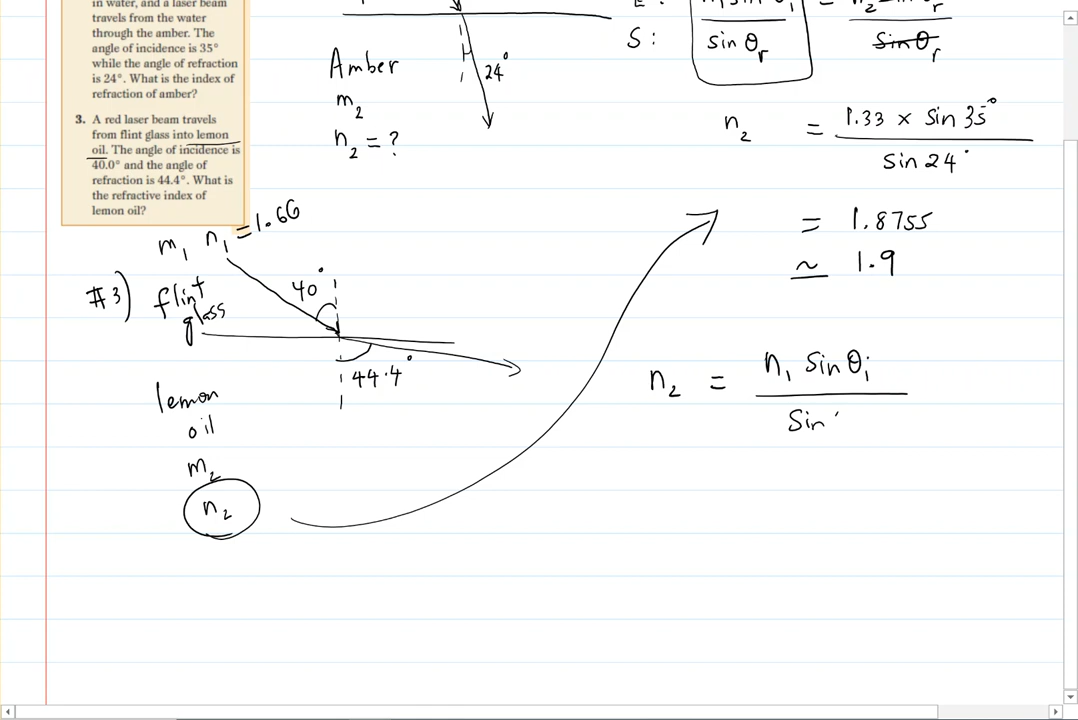 in water, and a laser beam
travels from the water
through the amber. The
angle of incidence is 35°
while the angle of refraction
is 24°. What is the index of
refraction of amber?
3. A red laser beam travels
from flint glass into lemon
oil. The angle of incidence is
40.0° and the angle of
refraction is 44.4°. What is
the refractive index of
lemon oil?
Amber
m₂
n₂ = ?
24°
S:
sin θr
sin θr
n₂ = 1.33 × sin 35° / sin 24°
= 1.8755
≃ 1.9
m₁ n₁ = 1.66
#3) flint
glass
40°
44.4°
lemon
oil
m₂
n₂
n₂ = n₁ sin θi
Sin